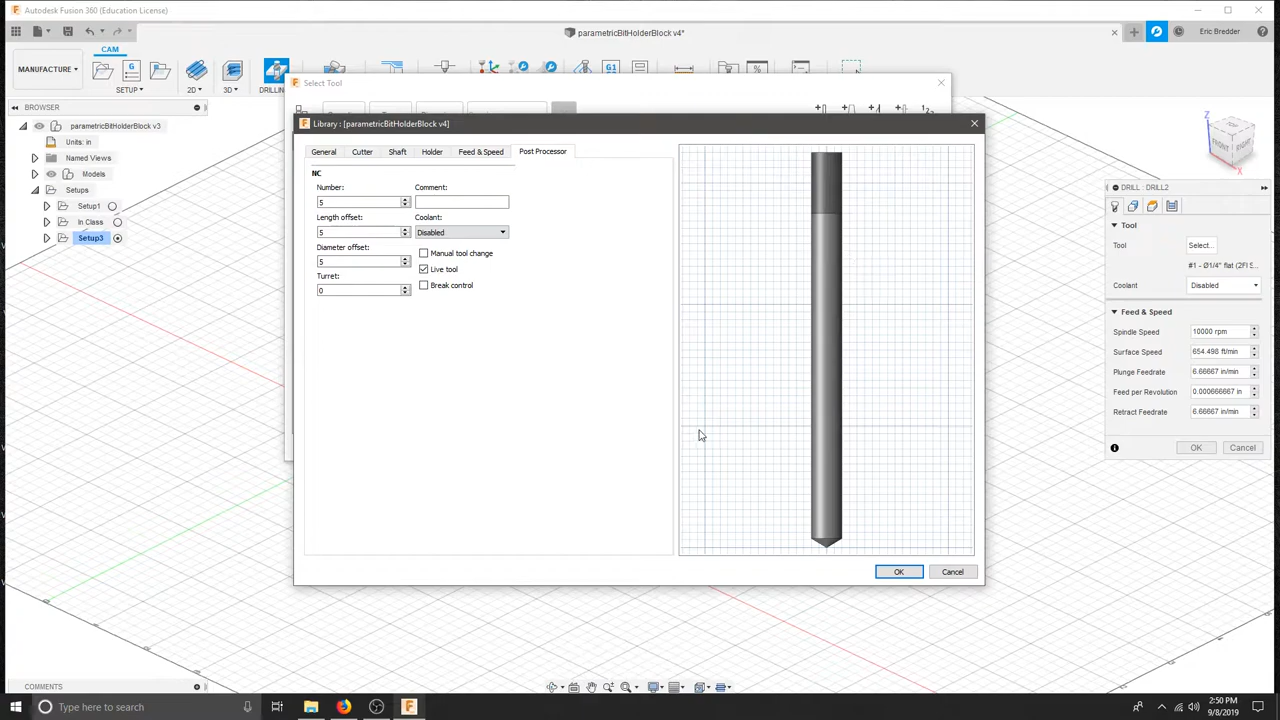 Autodesk Fusion 360 (Education License)
parametricBitHolderBlock v4*
Eric Bredder
CAM
MANUFACTURE
SETUP
2D
3D
DRILLING
Select Tool
BROWSER
parametricBitHolderBlock v3
Units: in
Named Views
Models
Setups
Setup1
In Class
Setup3
Library : [parametricBitHolderBlock v4]
General
Cutter
Shaft
Holder
Feed & Speed
Post Processor
NC
Number:
Comment:
5
Length offset:
Coolant:
5
Disabled
Diameter offset:
Manual tool change
5
Live tool
Turret:
Break control
0
OK
Cancel
Z
FRONT
RIGHT
X
DRILL : DRILL2
Tool
Tool
Select...
#1 - Ø1/4" flat (2Fl S...
Coolant
Disabled
Feed & Speed
Spindle Speed
10000 rpm
Surface Speed
654.498 ft/min
Plunge Feedrate
6.66667 in/min
Feed per Revolution
0.000666667 in
Retract Feedrate
6.66667 in/min
OK
Cancel
COMMENTS
Type here to search
2:50 PM
9/8/2019